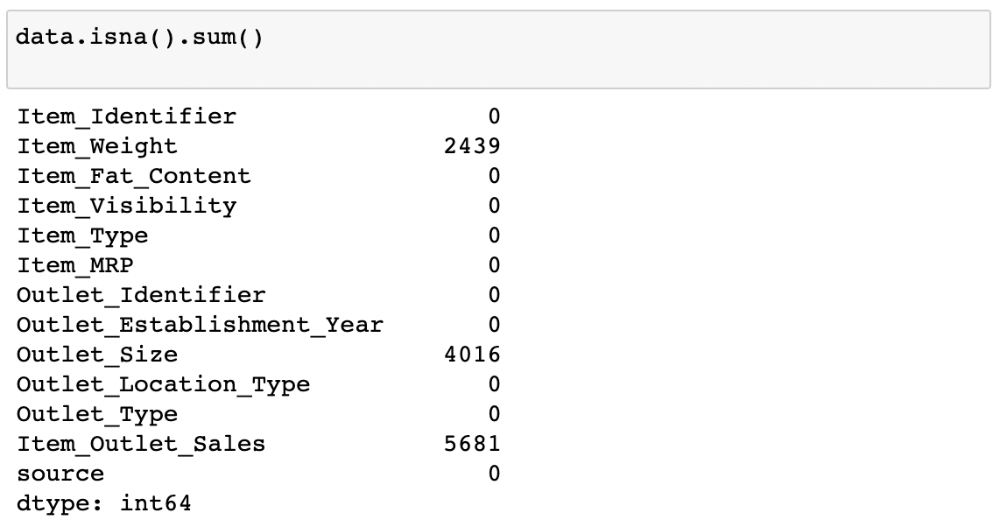 data.isna().sum()
Item_Identifier 0
Item_Weight 2439
Item_Fat_Content 0
Item_Visibility 0
Item_Type 0
Item_MRP 0
Outlet_Identifier 0
Outlet_Establishment_Year 0
Outlet_Size 4016
Outlet_Location_Type 0
Outlet_Type 0
Item_Outlet_Sales 5681
source 0
dtype: int64